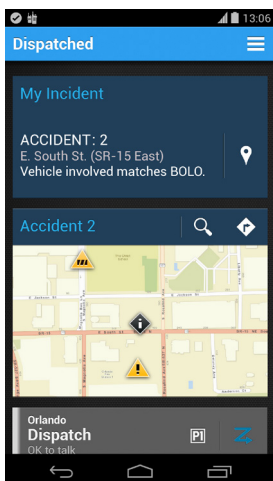 13:06
Dispatched
My Incident
ACCIDENT: 2
E. South St. (SR-15 East)
Vehicle involved matches BOLO.
Accident 2
Orlando
Dispatch
P1
OK to talk